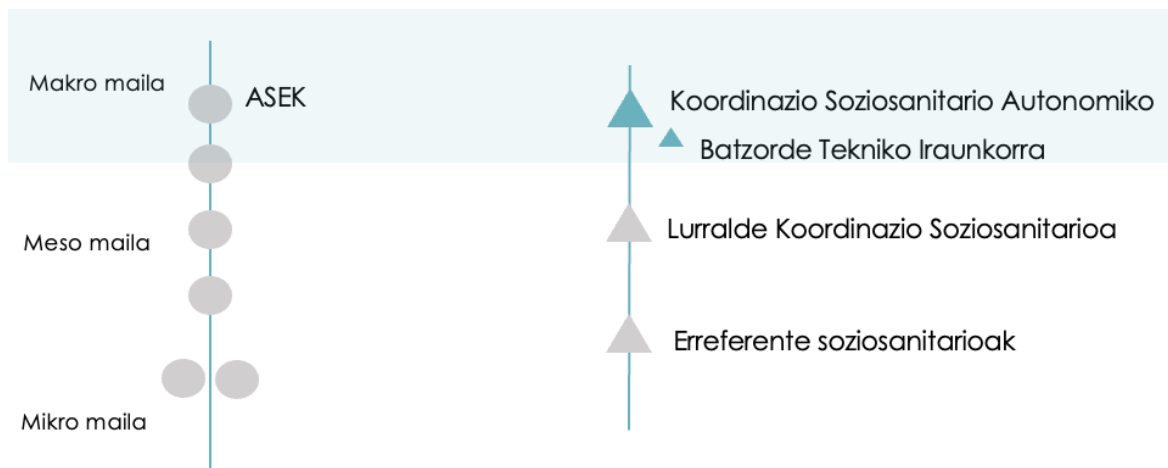 Makro maila
ASEK
Koordinazio Soziosanitario Autonomiko
Batzorde Tekniko Iraunkorra
Meso maila
Lurralde Koordinazio Soziosanitarioa
Erreferente soziosanitarioak
Mikro maila